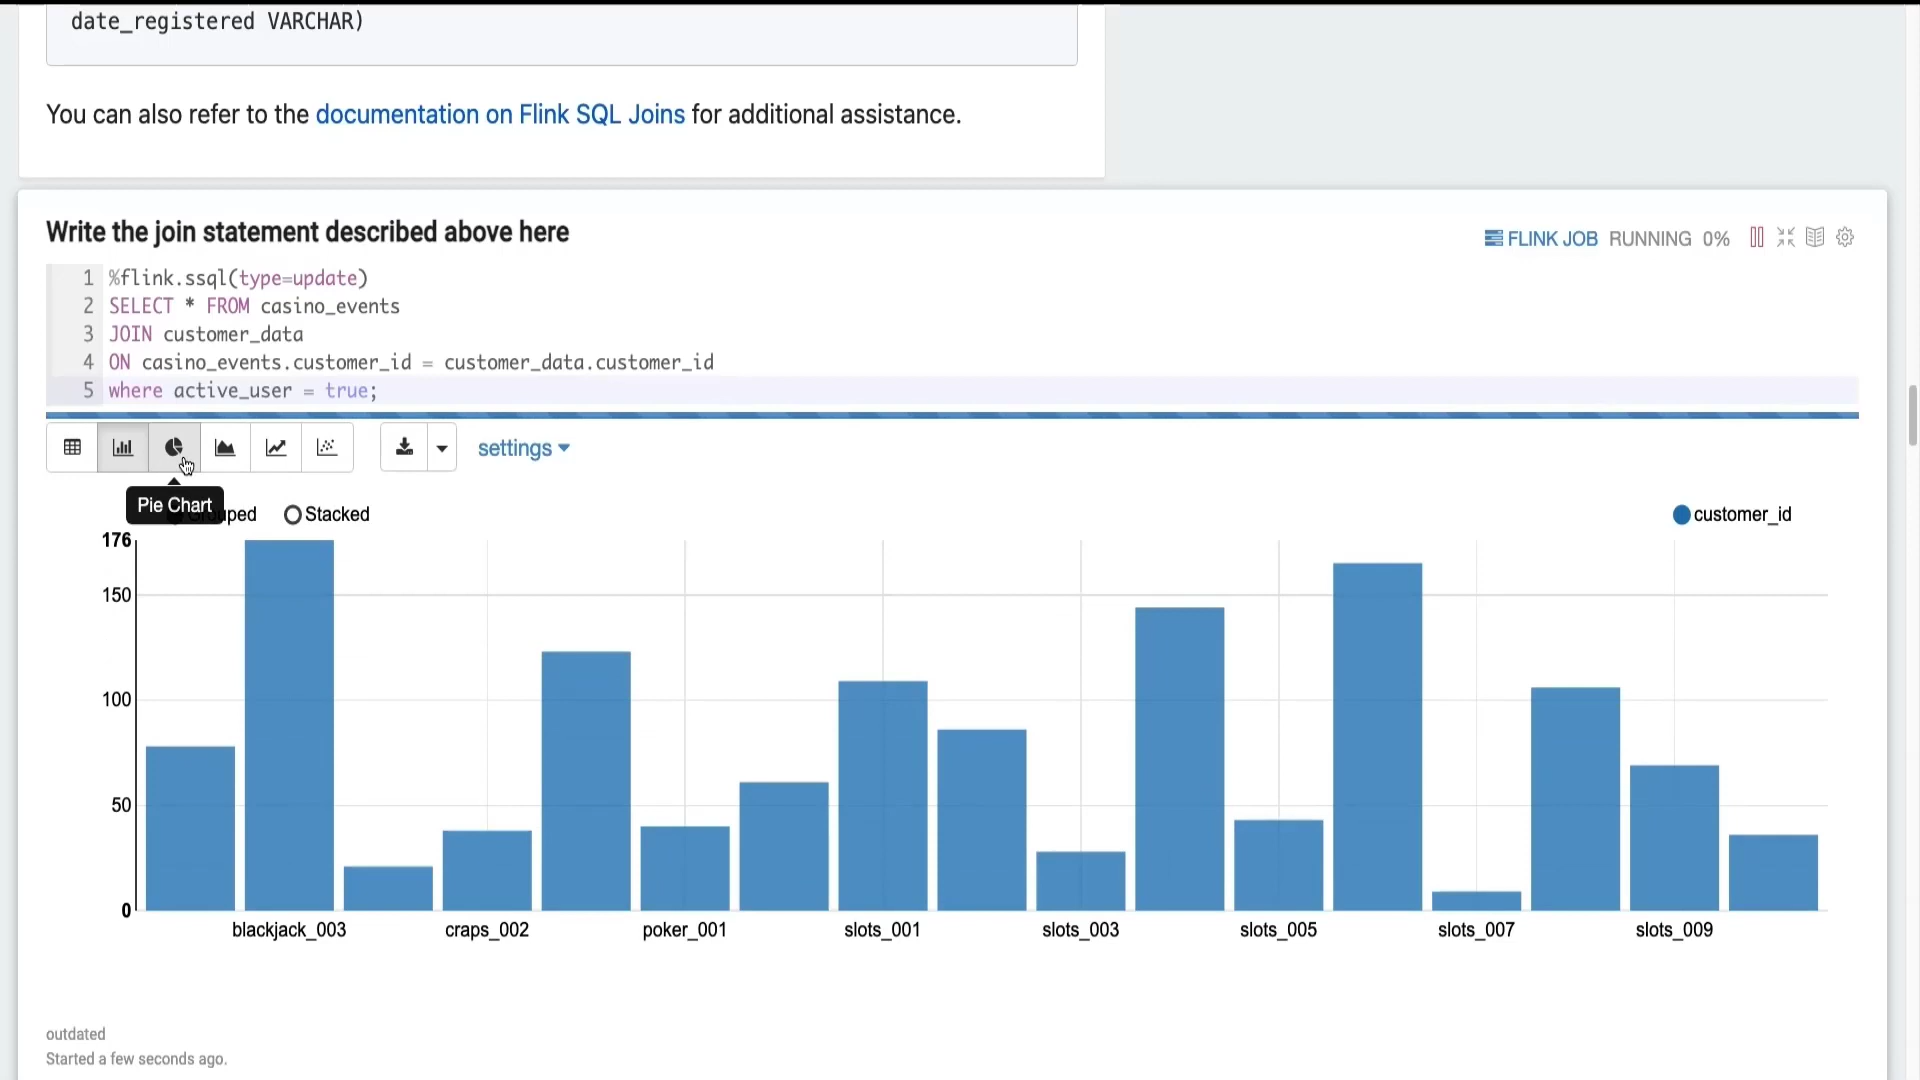 date_registered VARCHAR)
You can also refer to the documentation on Flink SQL Joins for additional assistance.
Write the join statement described above here
FLINK JOB RUNNING 0%
1 %flink.ssql(type=update)
2 SELECT * FROM casino_events
3 JOIN customer_data
4 ON casino_events.customer_id = customer_data.customer_id
5 where active_user = true;
settings
Pie Chart
Grouped Stacked customer_id
176
150
100
50
0
blackjack_003 craps_002 poker_001 slots_001 slots_003 slots_005 slots_007 slots_009
outdated
Started a few seconds ago.